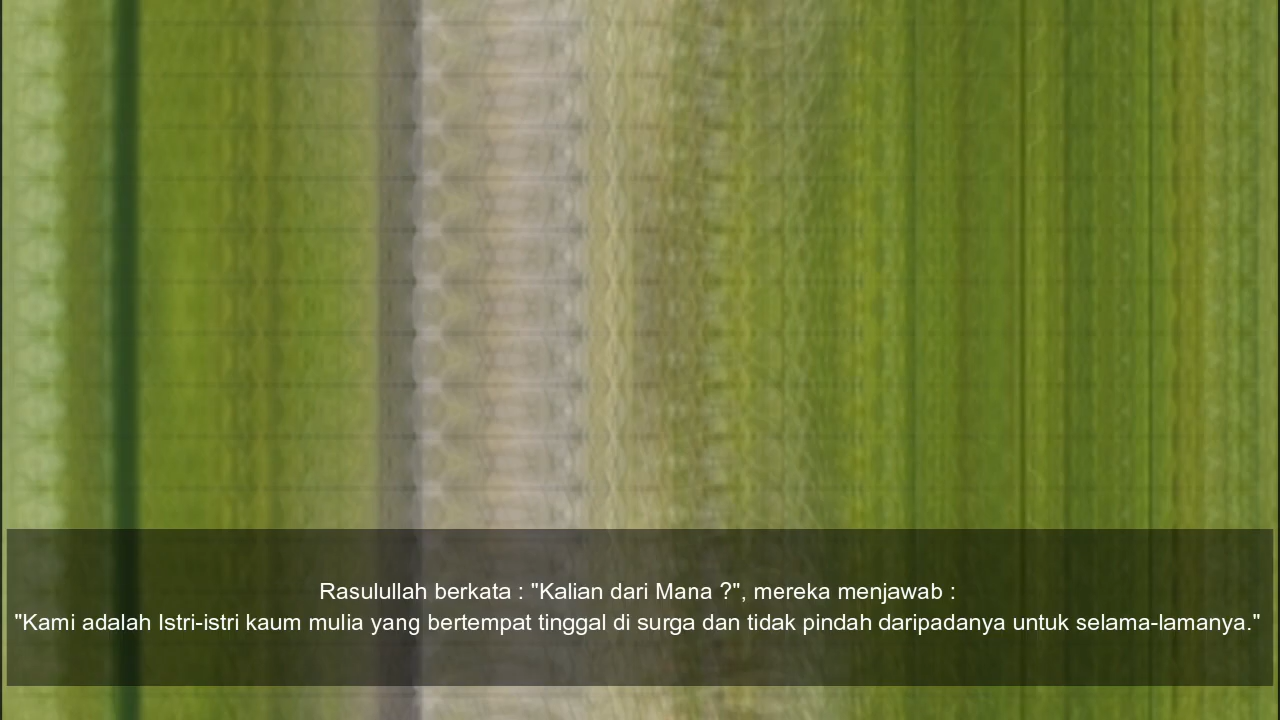 Rasulullah berkata : "Kalian dari Mana ?", mereka menjawab :
"Kami adalah Istri-istri kaum mulia yang bertempat tinggal di surga dan tidak pindah daripadanya untuk selama-lamanya."